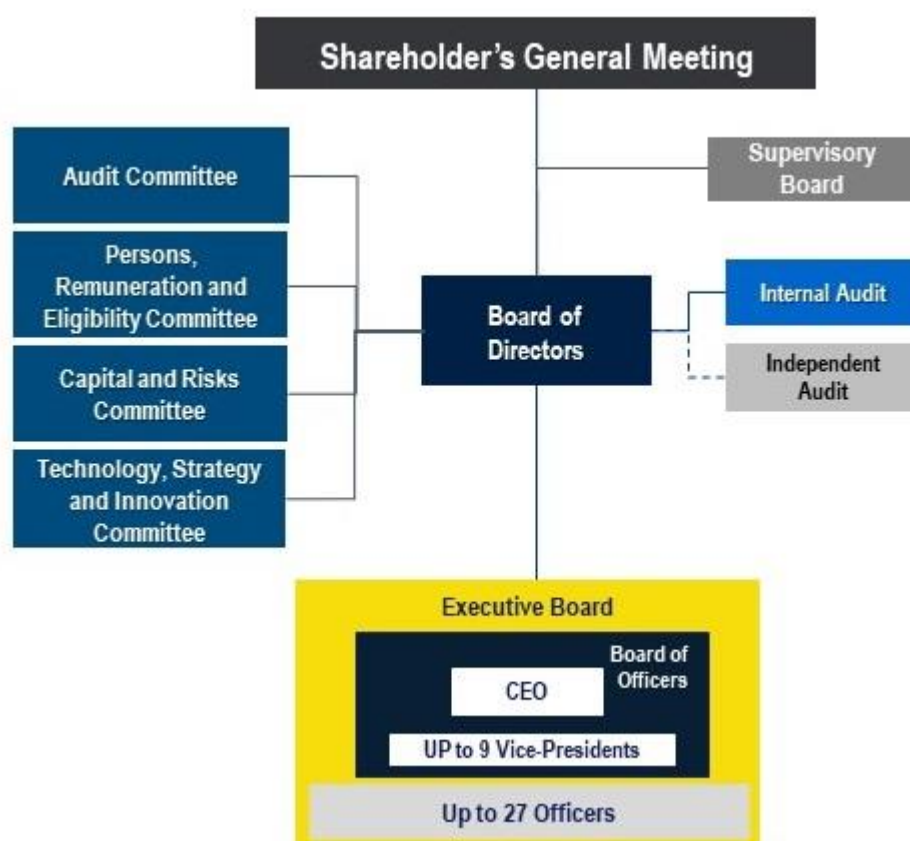 Shareholder’s General Meeting
Supervisory
Board
Audit Committee
Persons,
Remuneration and
Eligibility Committee
Capital and Risks
Committee
Technology, Strategy
and Innovation
Committee
Board of
Directors
Internal Audit
Independent
Audit
Executive Board
Board of
Officers
CEO
UP to 9 Vice-Presidents
Up to 27 Officers